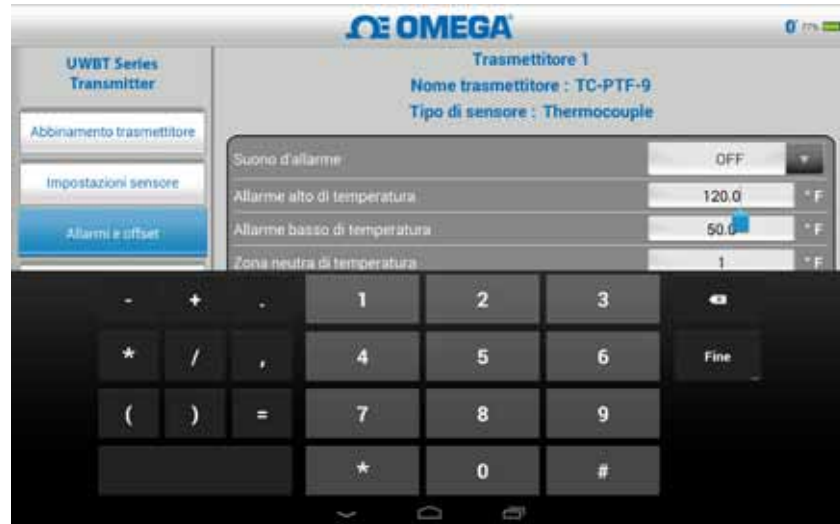 OMEGA
77%
UWBT Series
Transmitter
Abbinamento trasmettitore
Impostazioni sensore
Allarmi e offset
Trasmettitore 1
Nome trasmettitore : TC-PTF-9
Tipo di sensore : Thermocouple
Suono d'allarme OFF
Allarme alto di temperatura 120.0 ° F
Allarme basso di temperatura 50.0 ° F
Zona neutra di temperatura 1 ° F
- + . 1 2 3
* / , 4 5 6 Fine
( ) = 7 8 9
* 0 #